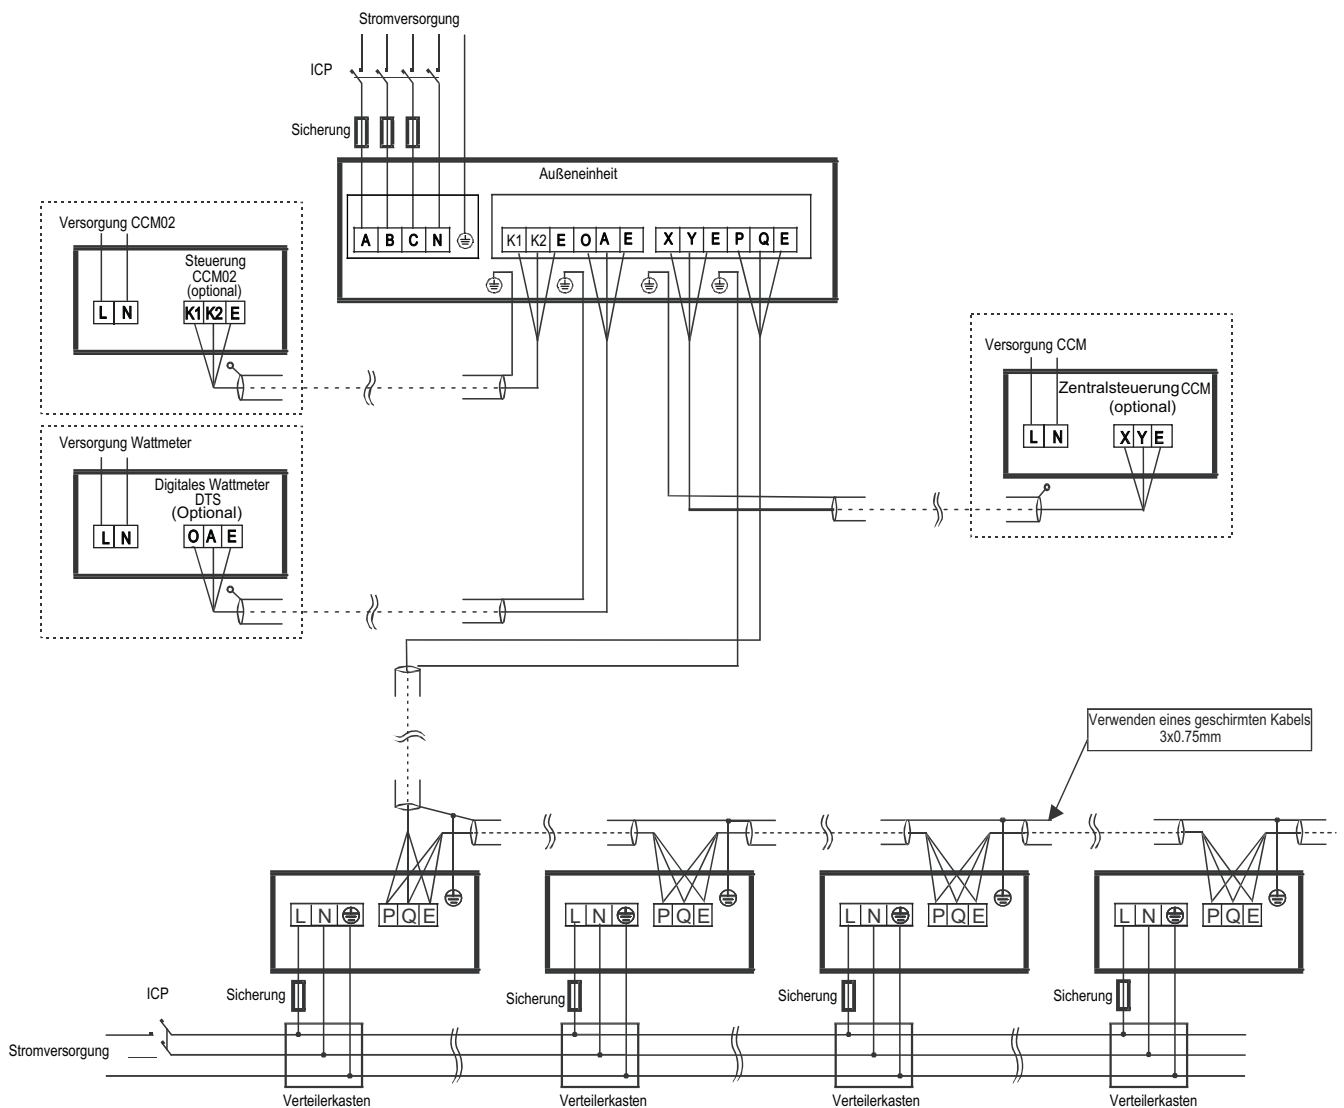 Stromversorgung
ICP
Sicherung
Außeneinheit
A B C N
K1 K2 E O A E
X Y E P Q E
Versorgung CCM02
Steuerung
CCM02
(optional)
L N
K1 K2 E
Versorgung CCM
Zentralsteuerung CCM
(optional)
L N
X Y E
Versorgung Wattmeter
Digitales Wattmeter
DTS
(Optional)
L N
O A E
Verwenden eines geschirmten Kabels
3x0.75mm
L N
P Q E
L N
P Q E
L N
P Q E
L N
P Q E
ICP
Sicherung
Sicherung
Sicherung
Sicherung
Stromversorgung
Verteilerkasten
Verteilerkasten
Verteilerkasten
Verteilerkasten